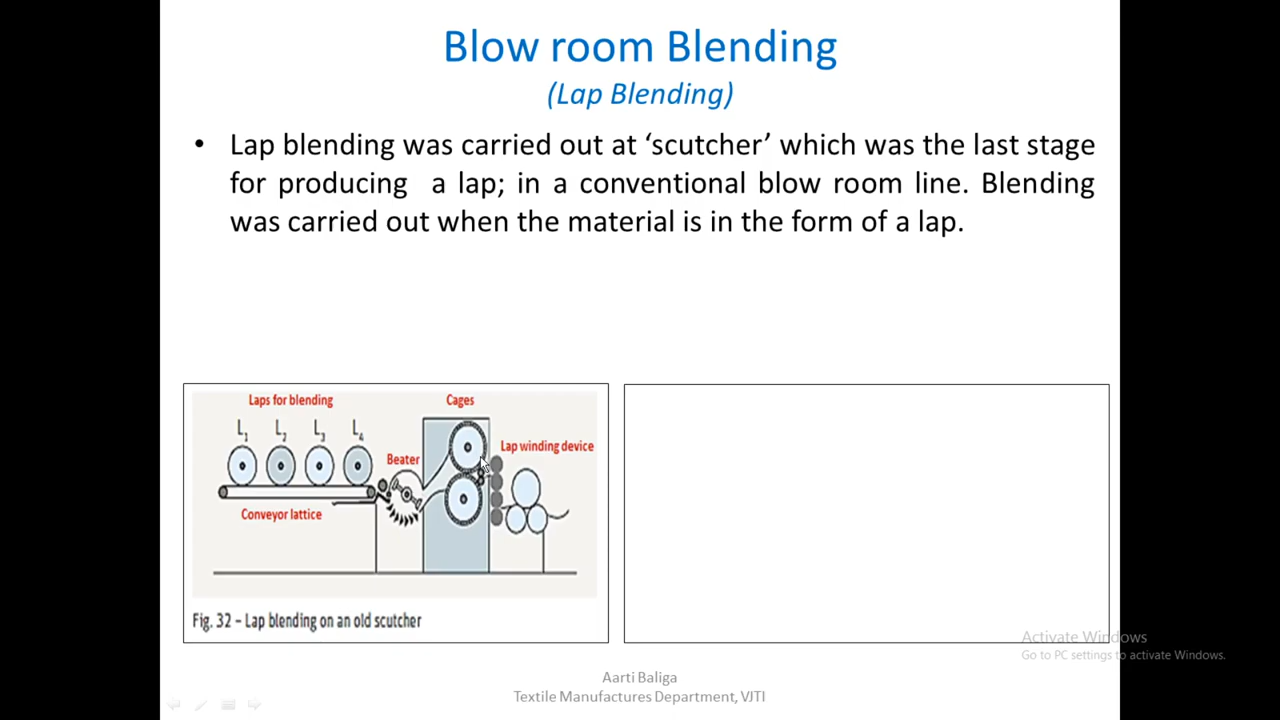 Blow room Blending
(Lap Blending)
• Lap blending was carried out at ‘scutcher’ which was the last stage
for producing a lap; in a conventional blow room line. Blending
was carried out when the material is in the form of a lap.
Laps for blending
Cages
L1 L2 L3 L4
Lap winding device
Beater
Conveyor lattice
Fig. 32 – Lap blending on an old scutcher
Activate Windows
Go to PC settings to activate Windows.
Aarti Baliga
Textile Manufactures Department, VJTI